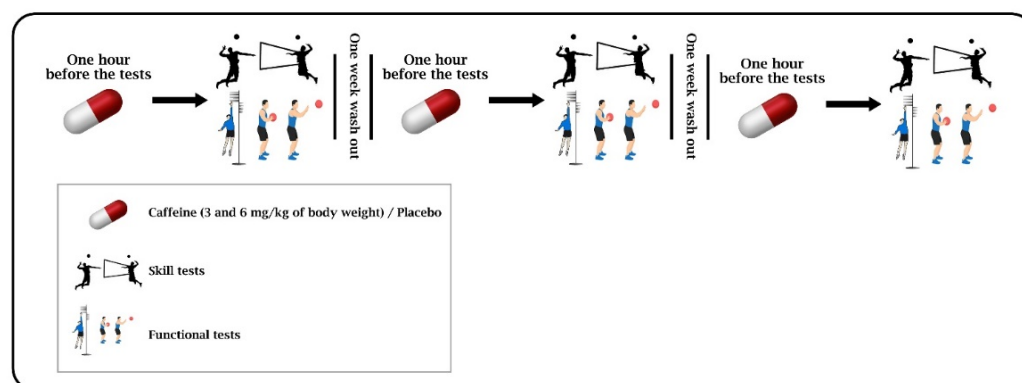 One hour
before the tests
One week wash out
One hour
before the tests
One week wash out
One hour
before the tests
Caffeine (3 and 6 mg/kg of body weight) / Placebo
Skill tests
Functional tests